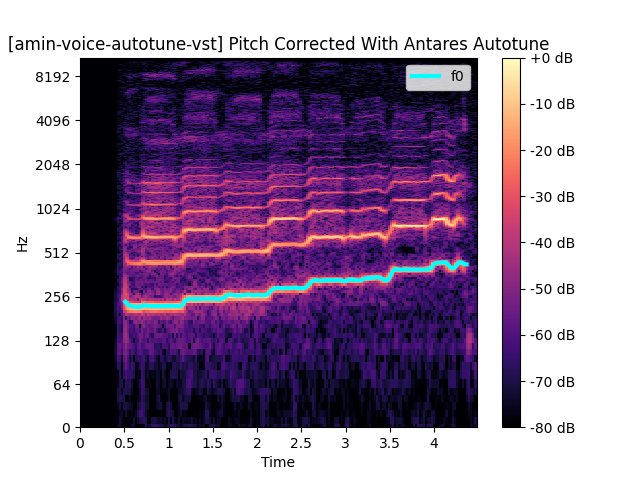 [amin-voice-autotune-vst] Pitch Corrected With Antares Autotune
f0
Hz
8192
4096
2048
1024
512
256
128
64
0
0 0.5 1 1.5 2 2.5 3 3.5 4
Time
+0 dB
-10 dB
-20 dB
-30 dB
-40 dB
-50 dB
-60 dB
-70 dB
-80 dB